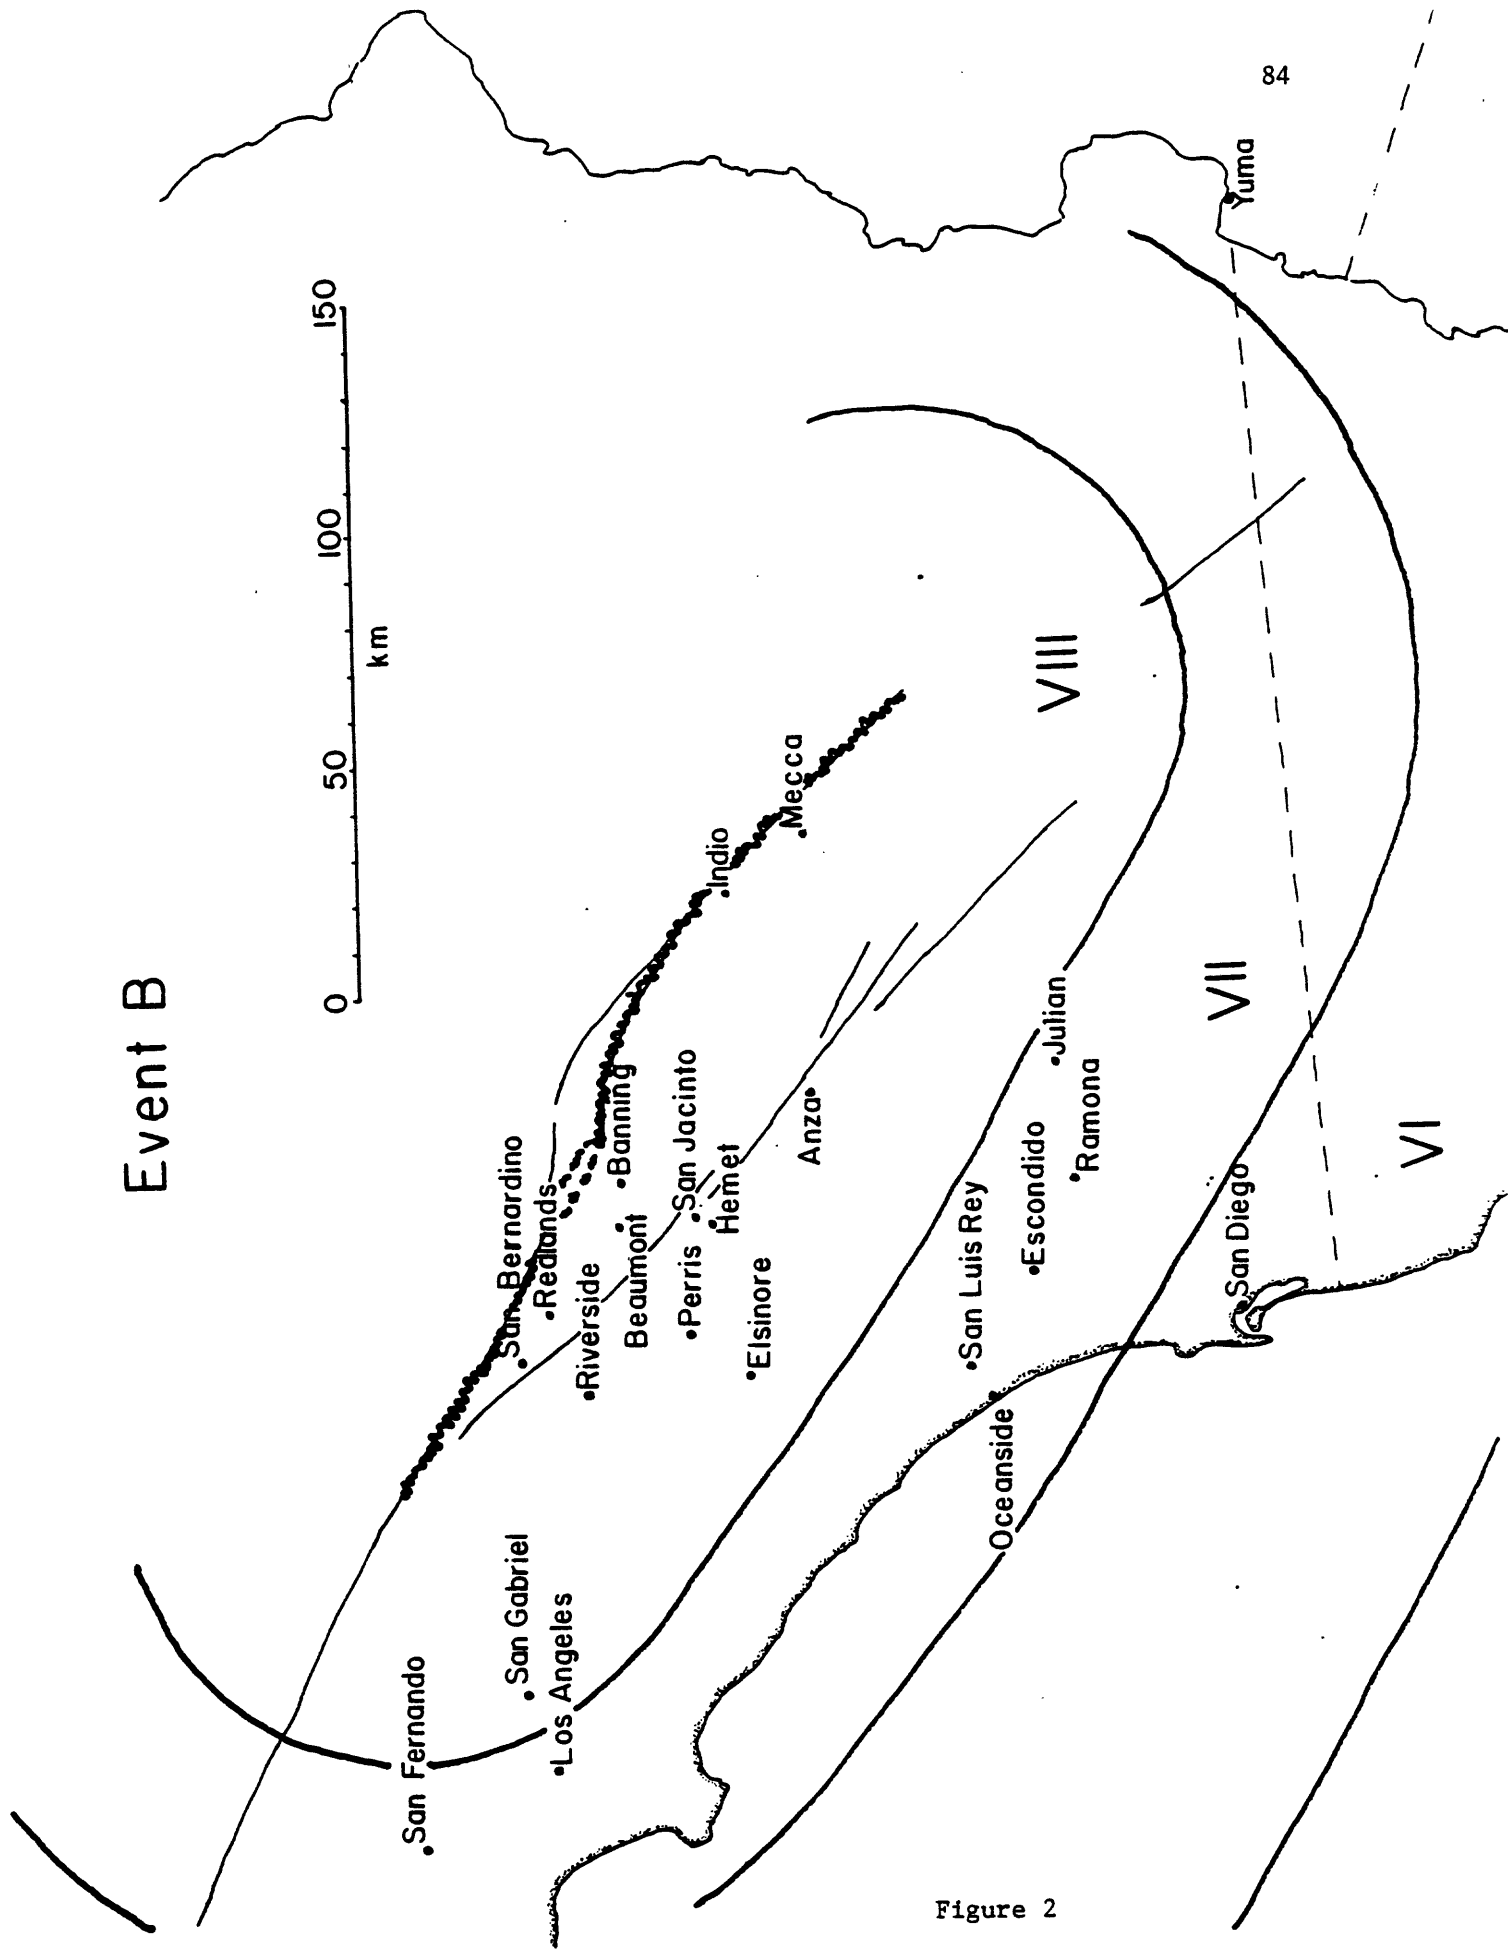 84
Event B
0 50 100 150
km
San Fernando
San Gabriel
Los Angeles
San Bernardino
Redlands
Riverside
Banning
Beaumont
San Jacinto
Perris
Hemet
Elsinore
Indio
Mecca
Anza
San Luis Rey
Oceanside
Escondido
Julian
Ramona
San Diego
Yuma
VIII
VII
VI
Figure 2